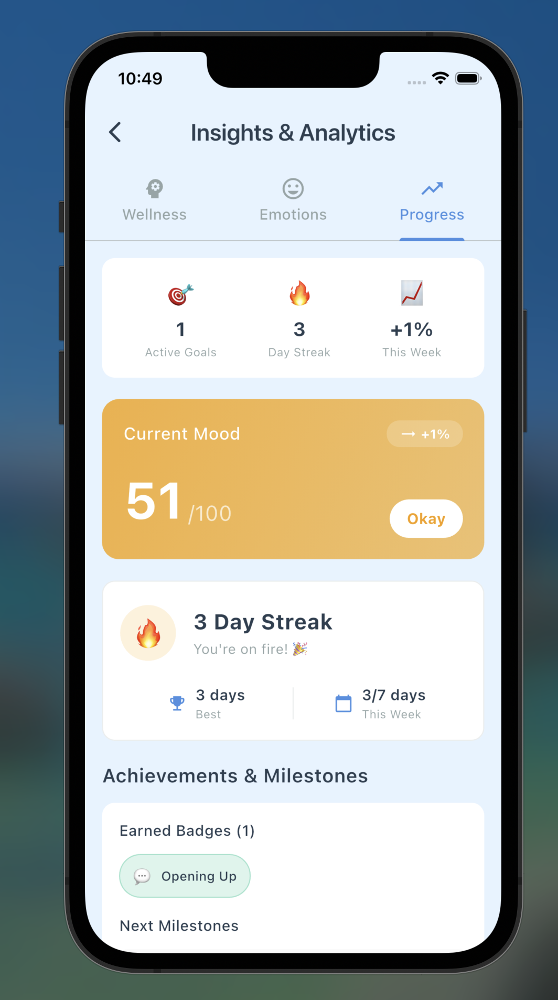 10:49
Insights & Analytics
Wellness
Emotions
Progress
1
Active Goals
3
Day Streak
+1%
This Week
Current Mood
→ +1%
51 /100
Okay
3 Day Streak
You're on fire! 🎉
3 days
Best
3/7 days
This Week
Achievements & Milestones
Earned Badges (1)
Opening Up
Next Milestones